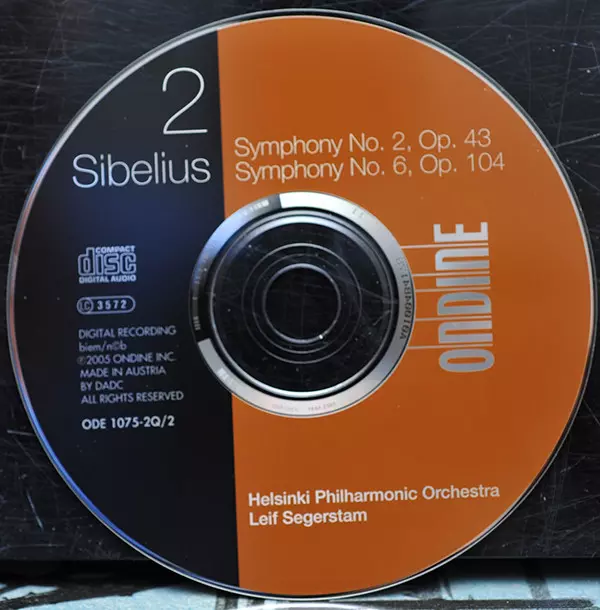 2
Sibelius
Symphony No. 2, Op. 43
Symphony No. 6, Op. 104
COMPACT
disc
DIGITAL AUDIO
LC 3572
DIGITAL RECORDING
biem/n©b
℗2005 ONDINE INC.
MADE IN AUSTRIA
BY DADC
ALL RIGHTS RESERVED
ODE 1075-2Q/2
ONDINE
Helsinki Philharmonic Orchestra
Leif Segerstam